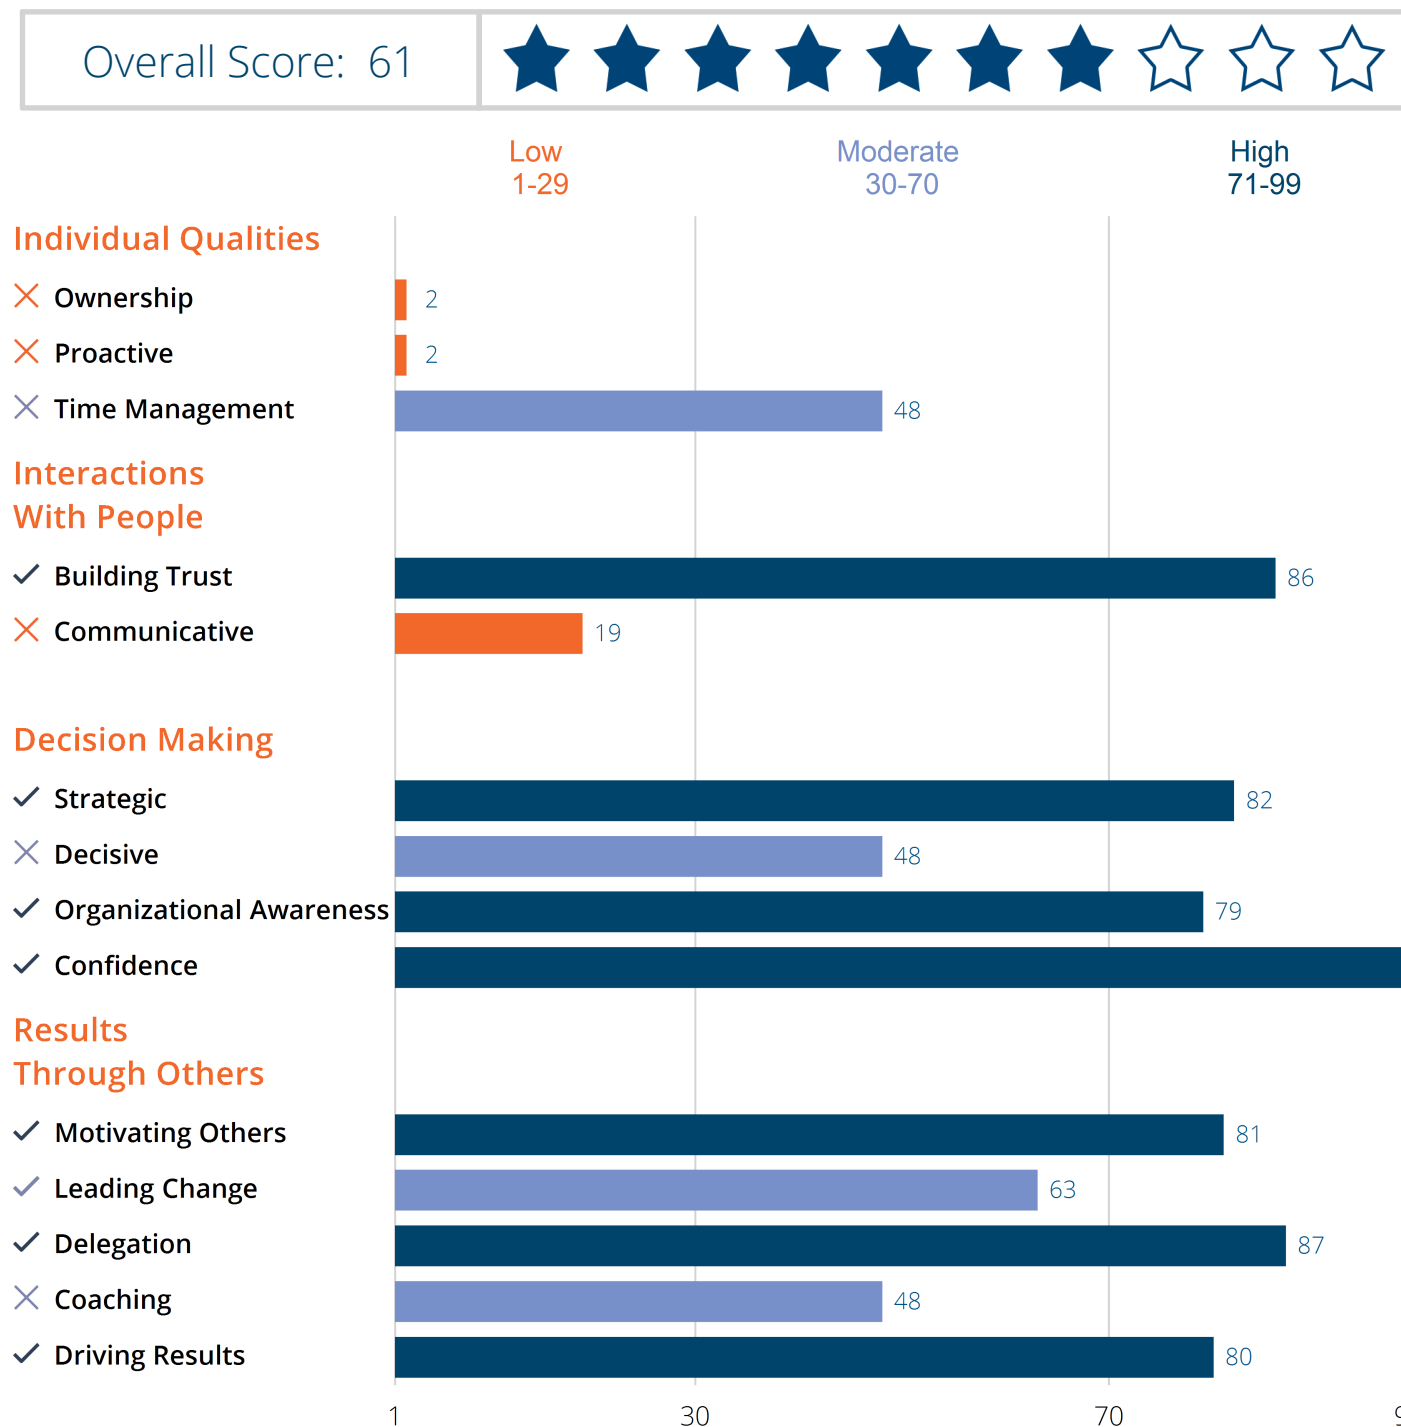 Overall Score: 61
Low
1-29
Moderate
30-70
High
71-99
Individual Qualities
Ownership 2
Proactive 2
Time Management 48
Interactions
With People
Building Trust 86
Communicative 19
Decision Making
Strategic 82
Decisive 48
Organizational Awareness 79
Confidence
Results
Through Others
Motivating Others 81
Leading Change 63
Delegation 87
Coaching 48
Driving Results 80
1 30 70